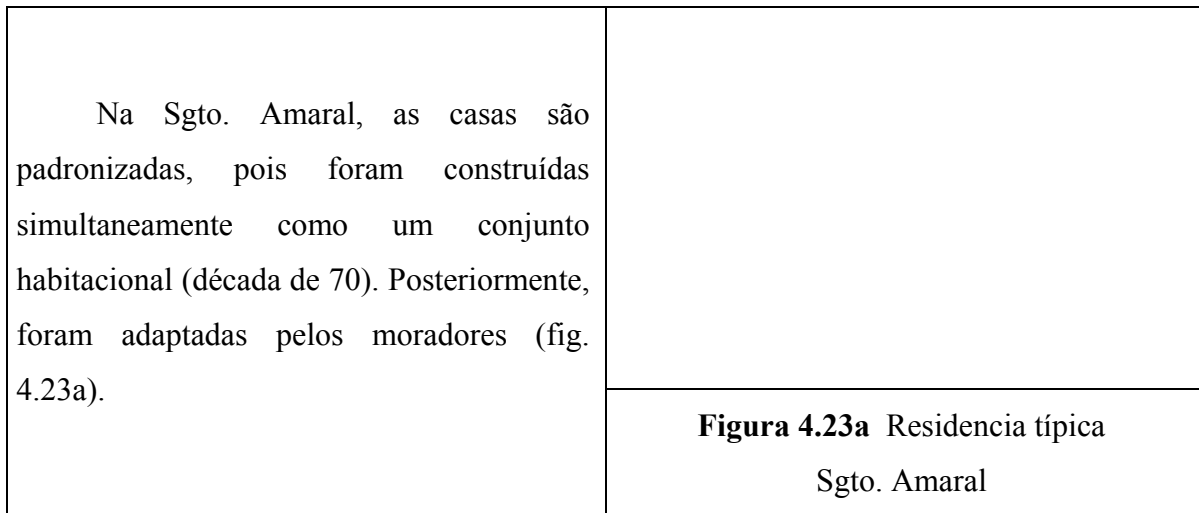 Na Sgto. Amaral, as casas são
padronizadas, pois foram construídas
simultaneamente como um conjunto
habitacional (década de 70). Posteriormente,
foram adaptadas pelos moradores (fig.
4.23a).
Figura 4.23a Residencia típica
Sgto. Amaral